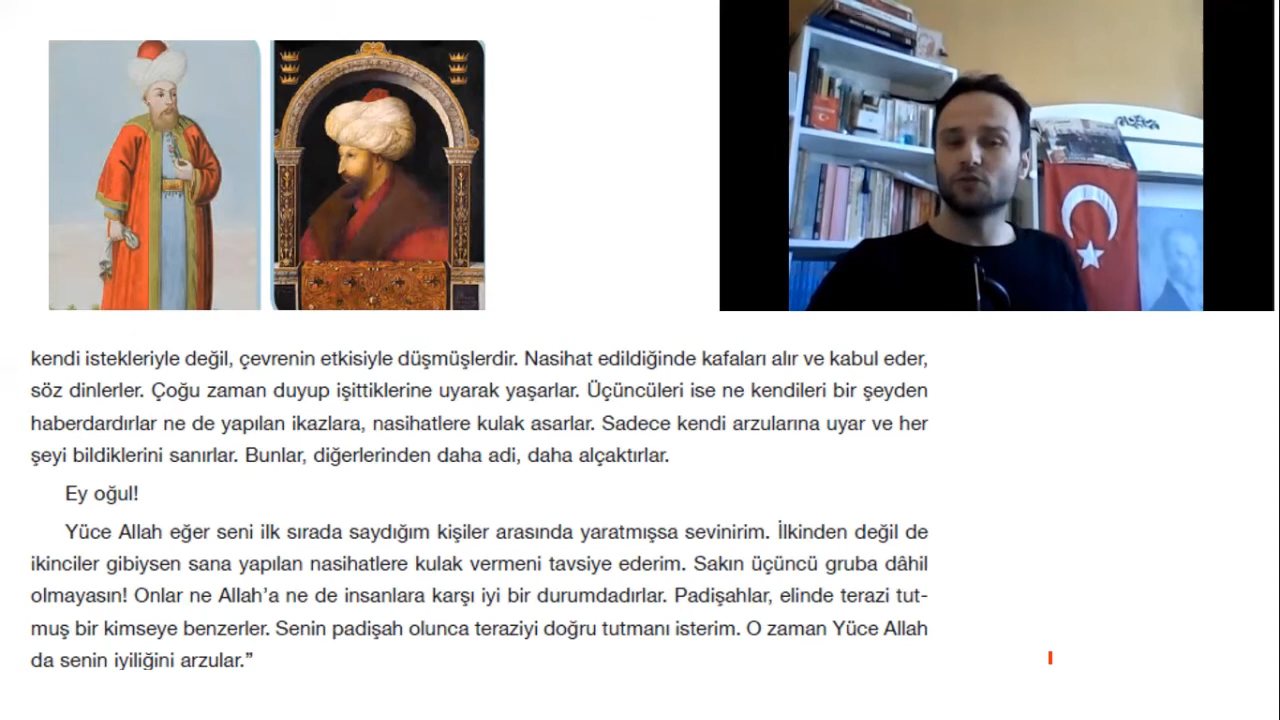 kendi istekleriyle değil, çevrenin etkisiyle düşmüşlerdir. Nasihat edildiğinde kafaları alır ve kabul eder,
söz dinlerler. Çoğu zaman duyup işittiklerine uyarak yaşarlar. Üçüncüleri ise ne kendileri bir şeyden
haberdardırlar ne de yapılan ikazlara, nasihatlere kulak asarlar. Sadece kendi arzularına uyar ve her
şeyi bildiklerini sanırlar. Bunlar, diğerlerinden daha adi, daha alçaktırlar.
Ey oğul!
Yüce Allah eğer seni ilk sırada saydığım kişiler arasında yaratmışsa sevinirim. İlkinden değil de
ikinciler gibiysen sana yapılan nasihatlere kulak vermeni tavsiye ederim. Sakın üçüncü gruba dâhil
olmayasın! Onlar ne Allah’a ne de insanlara karşı iyi bir durumdadırlar. Padişahlar, elinde terazi tut-
muş bir kimseye benzerler. Senin padişah olunca teraziyi doğru tutmanı isterim. O zaman Yüce Allah
da senin iyiliğini arzular.”